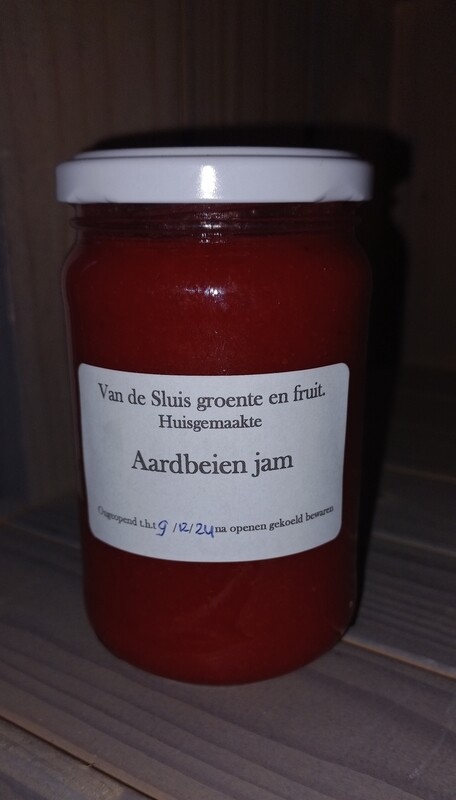 Van de Sluis groente en fruit.
Huisgemaakte
Aardbeien jam
Ongeopend t.h.t 9 /12/24 na openen gekoeld bewaren